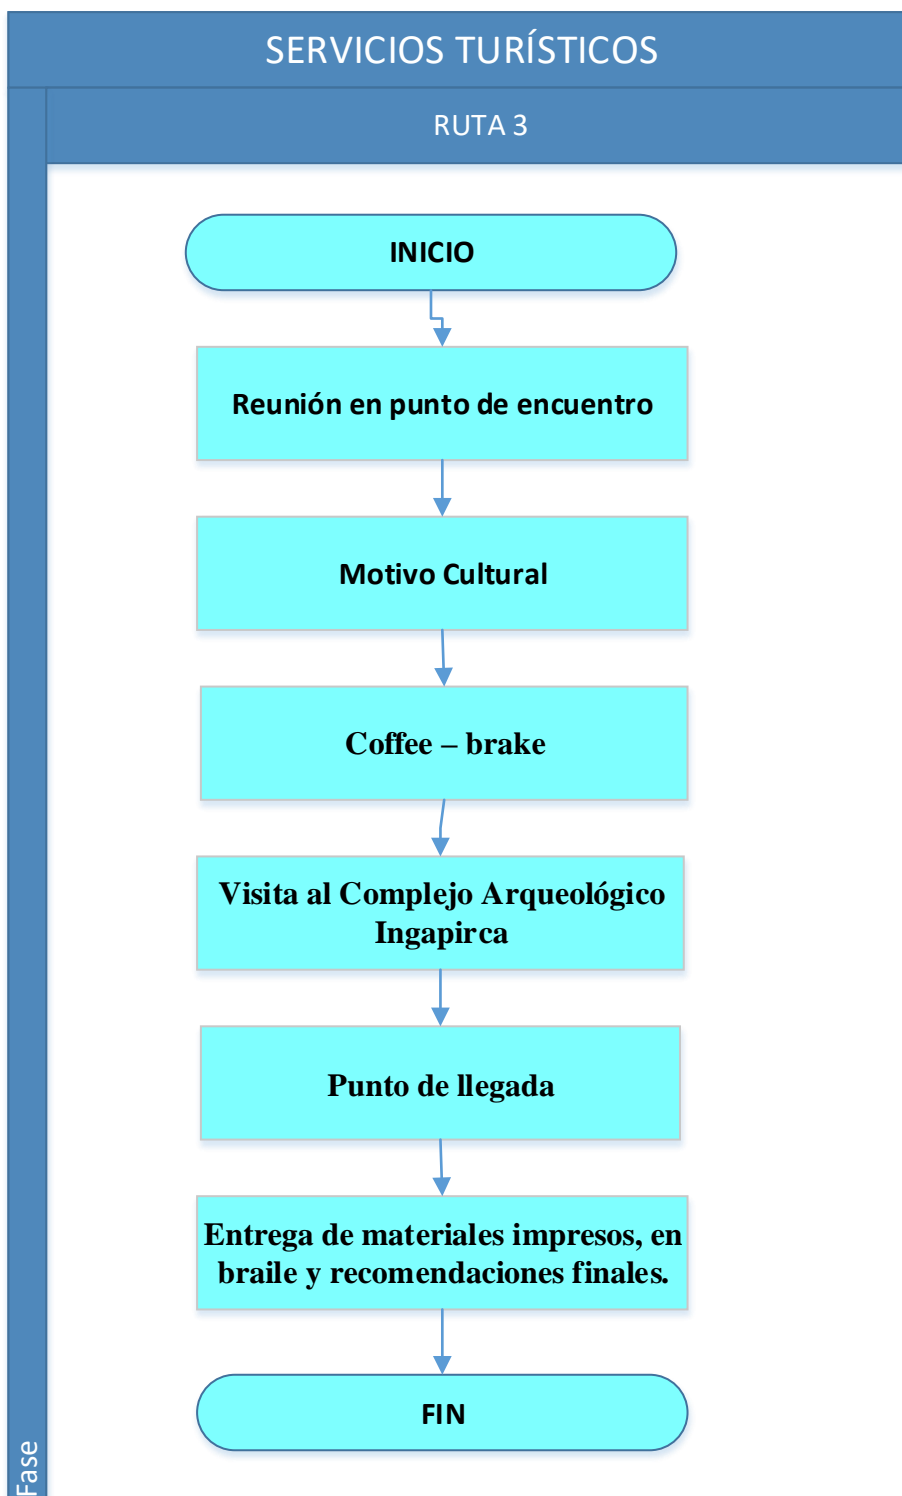 SERVICIOS TURÍSTICOS
RUTA 3
INICIO
Reunión en punto de encuentro
Motivo Cultural
Coffee – brake
Visita al Complejo Arqueológico
Ingapirca
Punto de llegada
Entrega de materiales impresos, en
braile y recomendaciones finales.
FIN
Fase